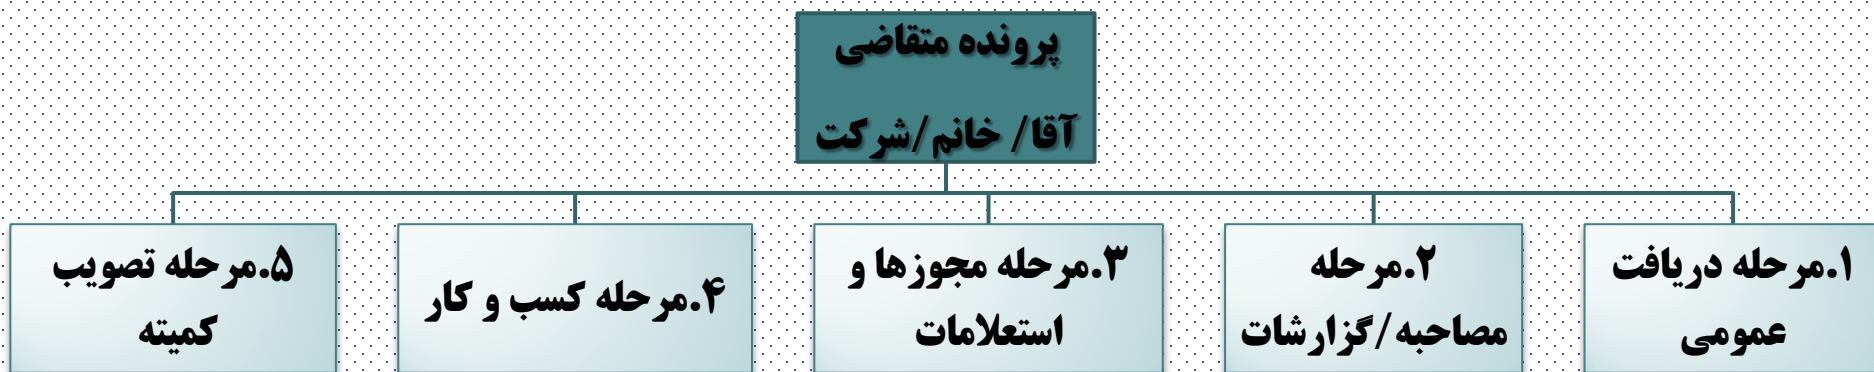 پرونده متقاضی
آقا/ خانم/شرکت
۱.مرحله دریافت
عمومی
۲.مرحله
مصاحبه/گزارشات
۳.مرحله مجوزها و
استعلامات
۴.مرحله کسب و کار
۵.مرحله تصویب
کمیته